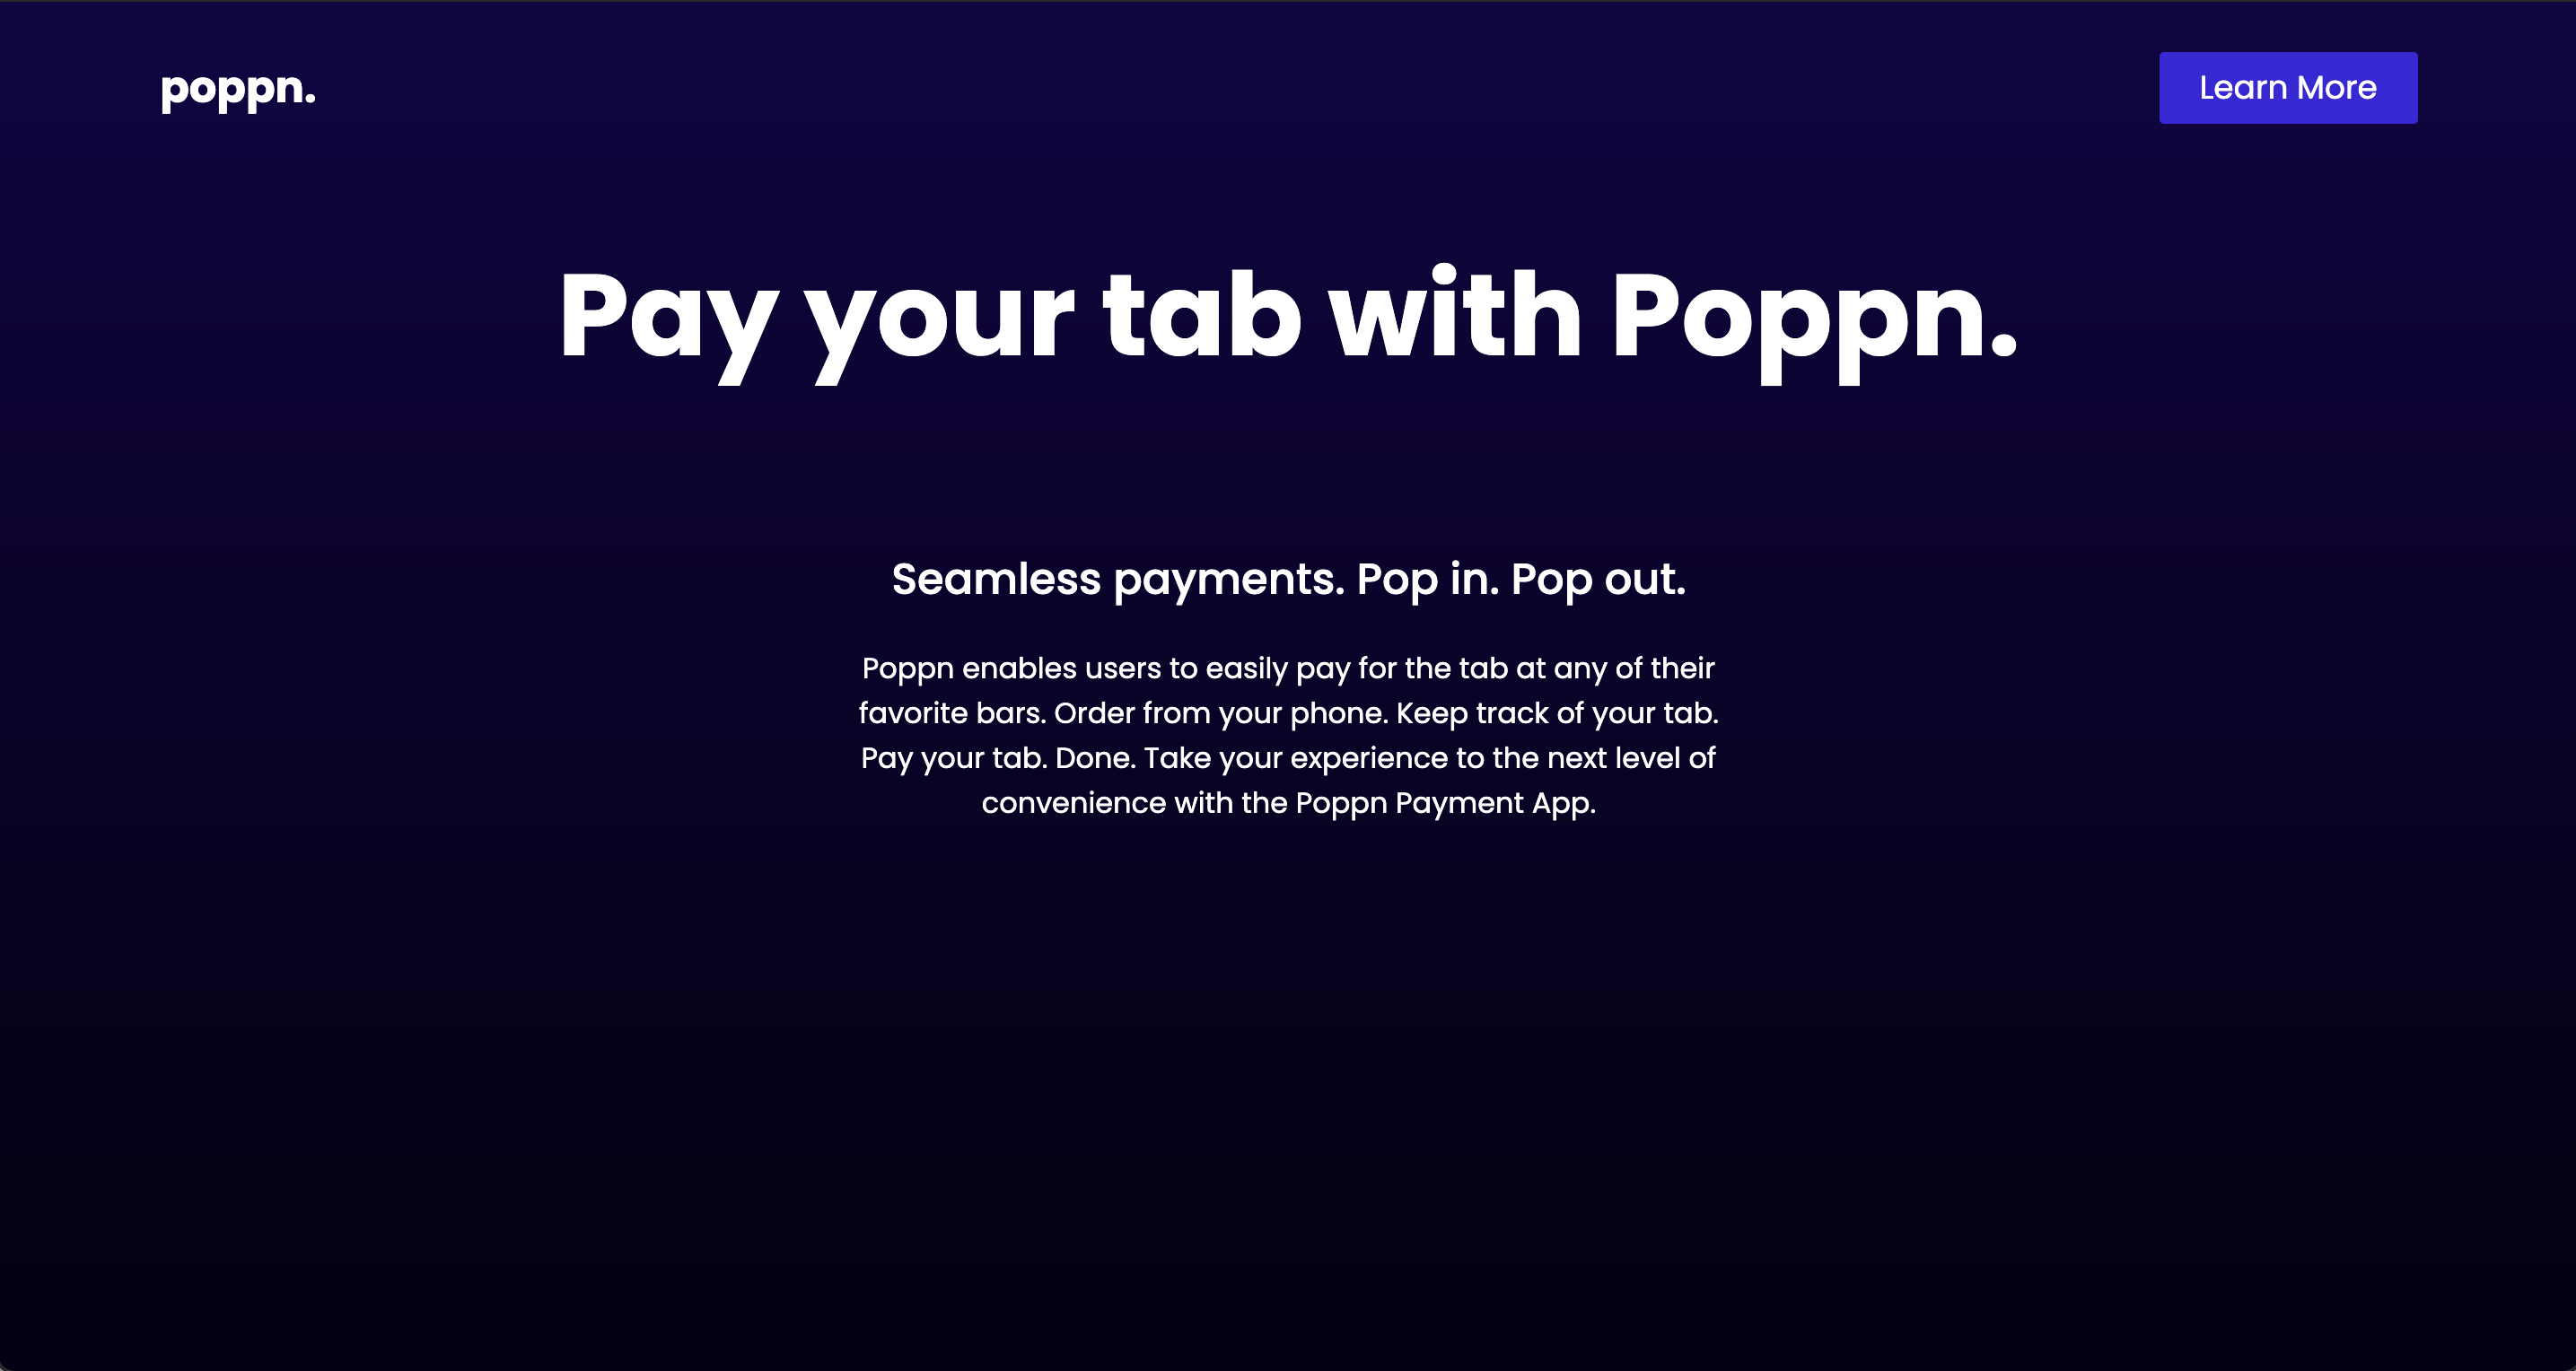 poppn.
Learn More
Pay your tab with Poppn.
Seamless payments. Pop in. Pop out.
Poppn enables users to easily pay for the tab at any of their
favorite bars. Order from your phone. Keep track of your tab.
Pay your tab. Done. Take your experience to the next level of
convenience with the Poppn Payment App.